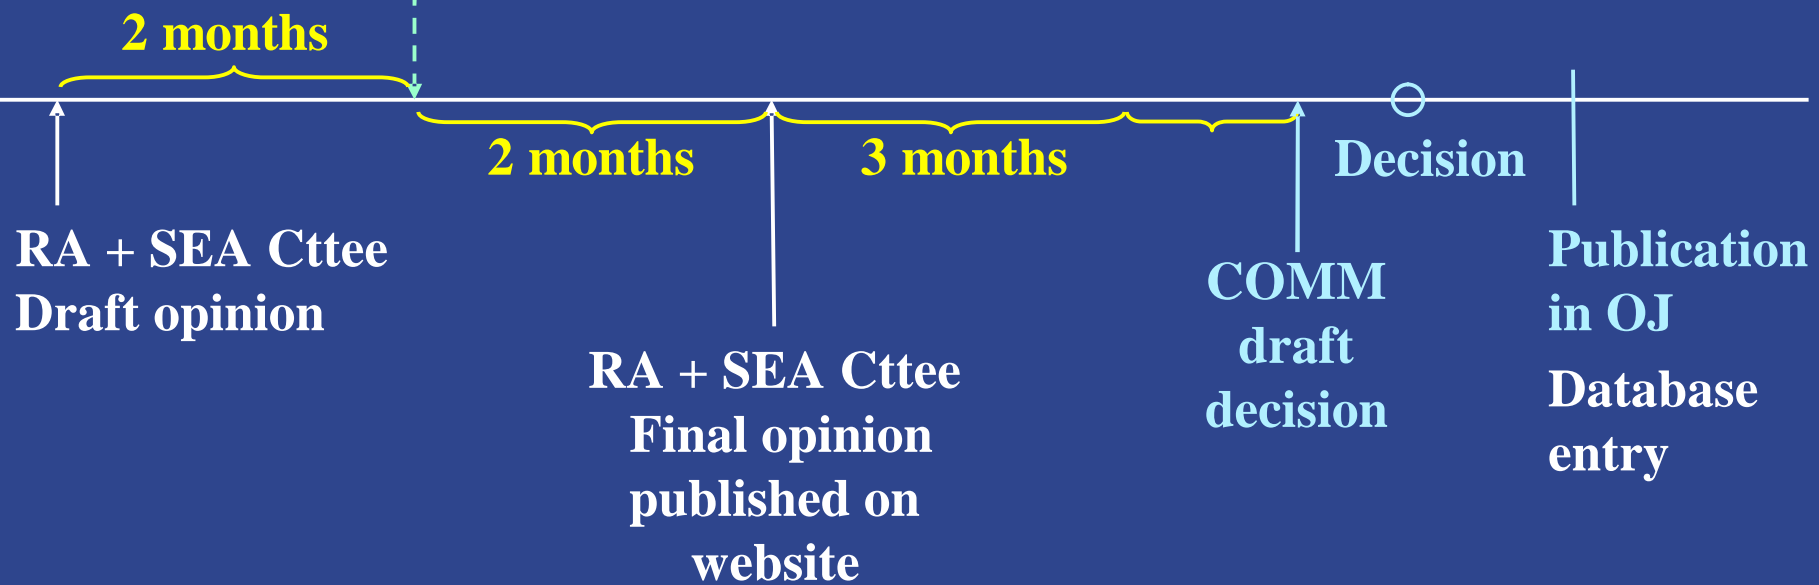 2 months
2 months
3 months
Decision
RA + SEA Cttee
Draft opinion
RA + SEA Cttee
Final opinion
published on
website
COMM
draft
decision
Publication
in OJ
Database
entry